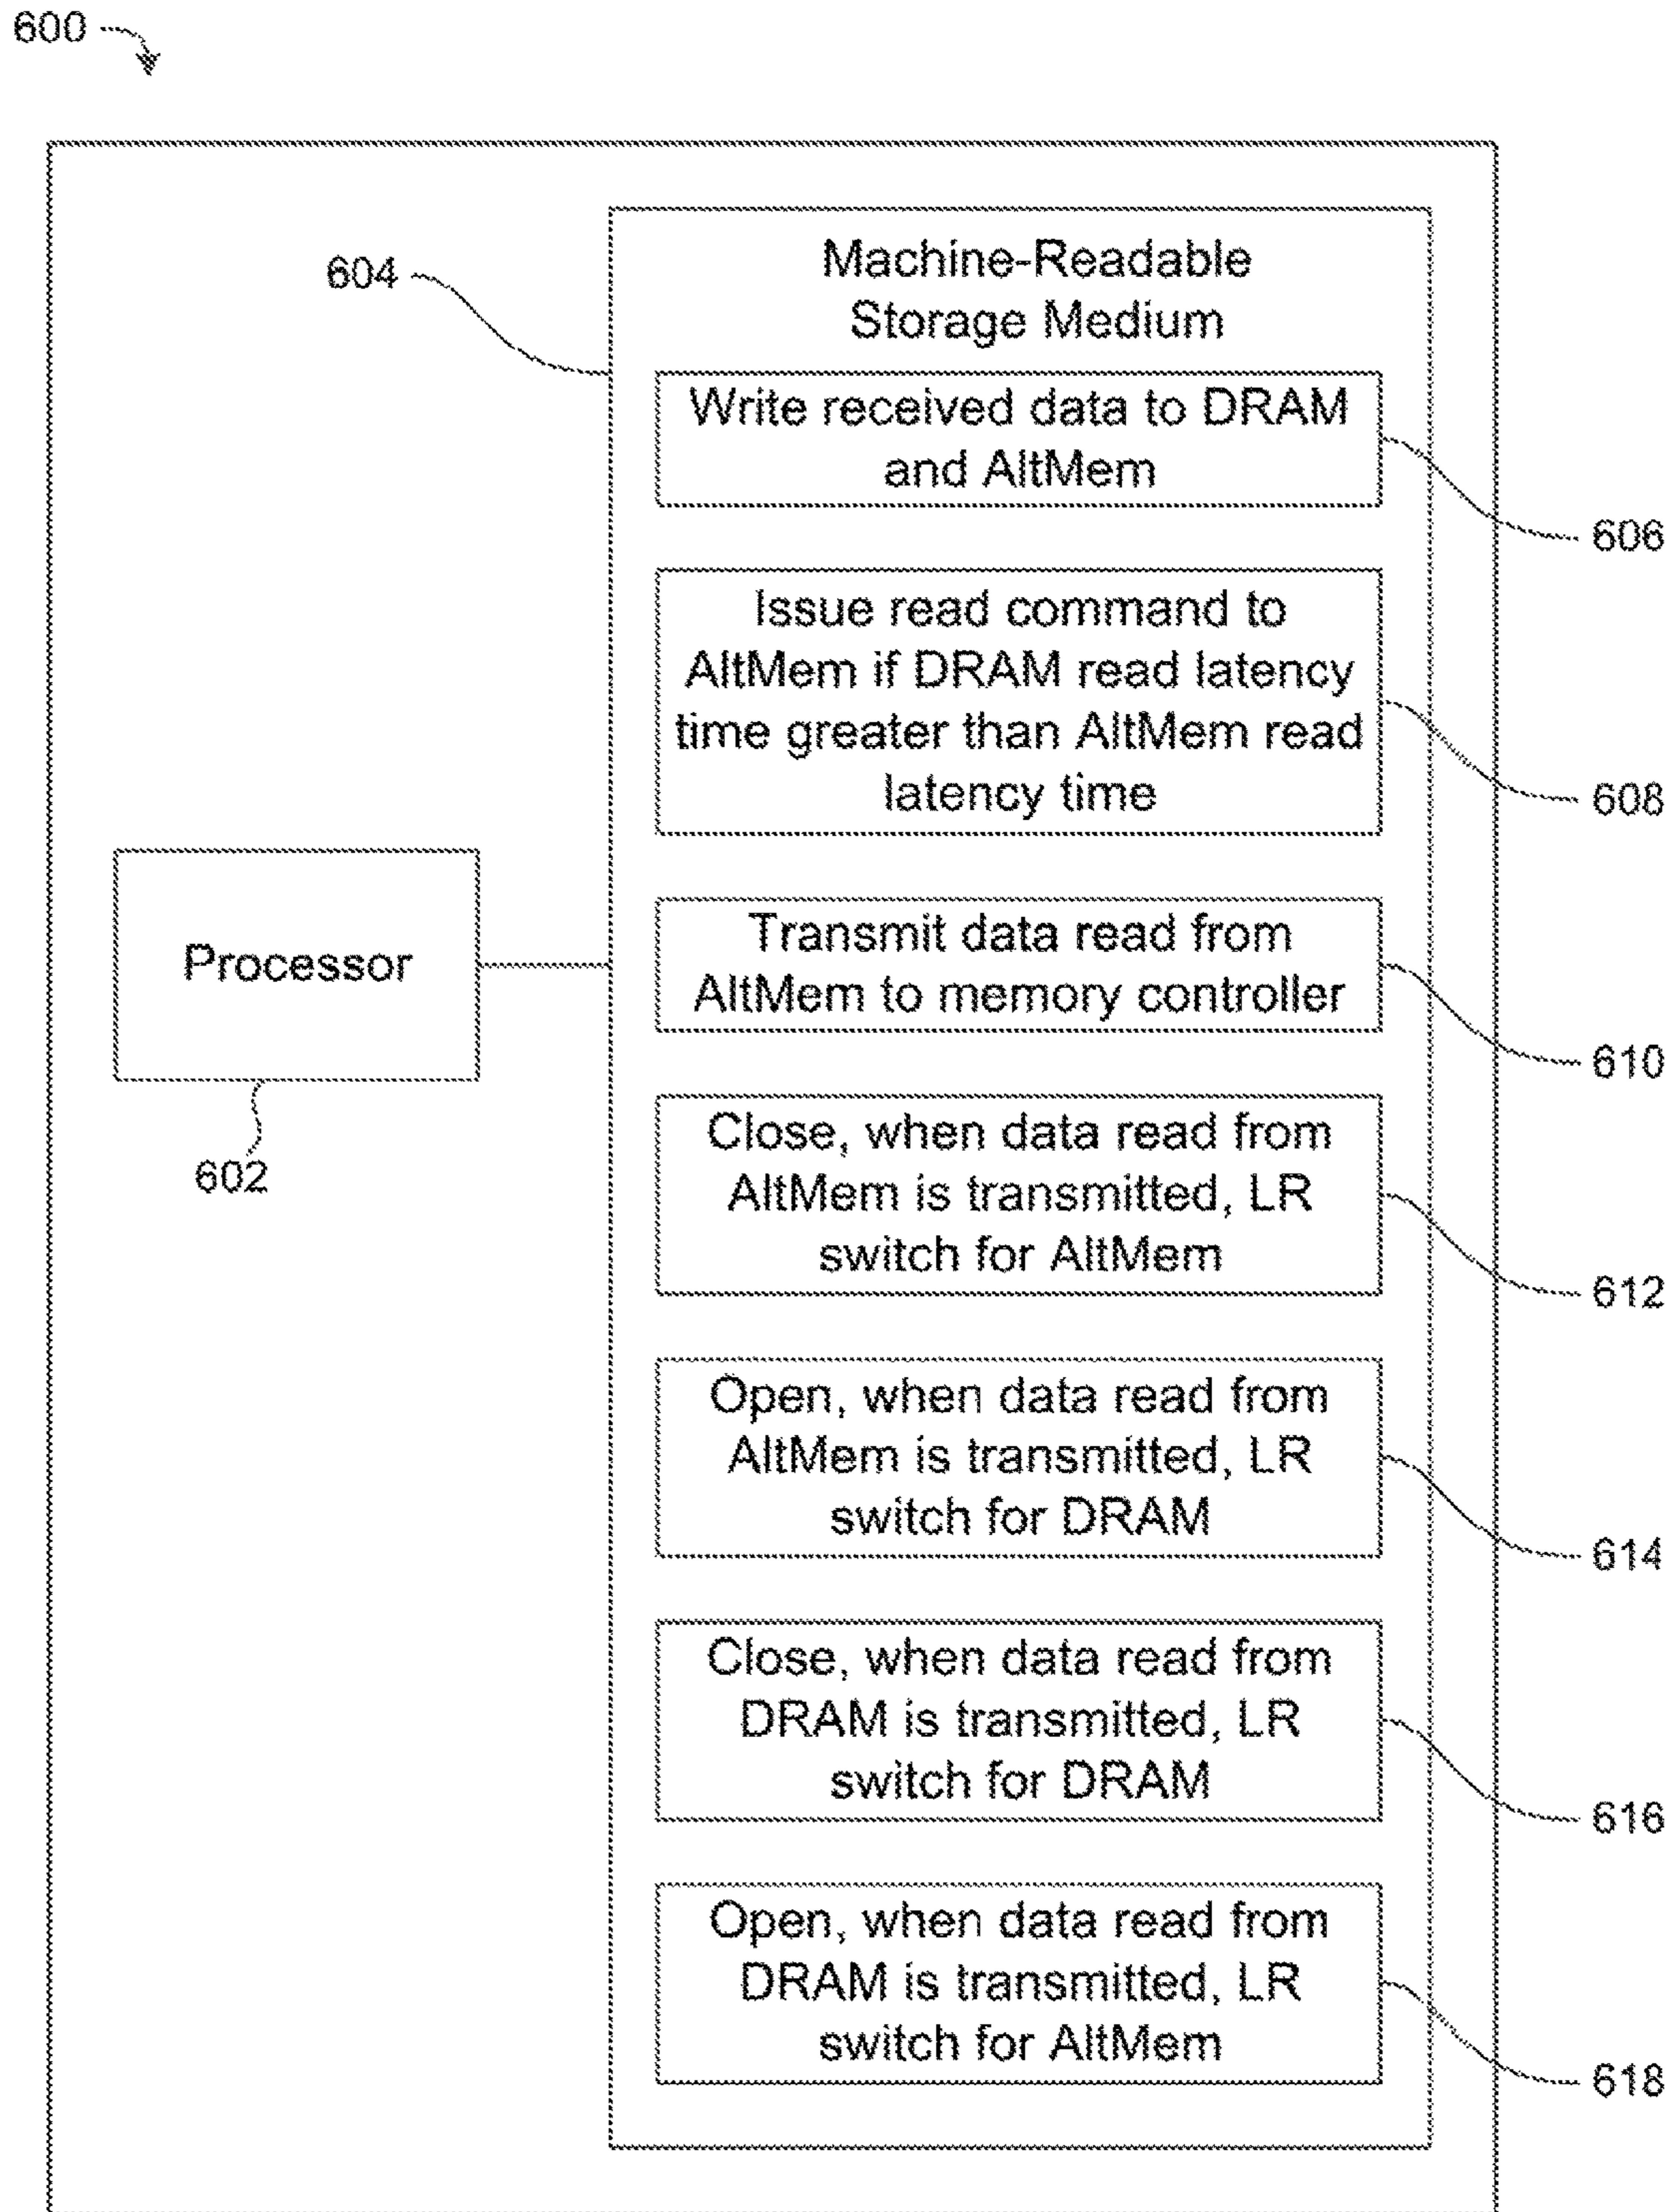 600
604
Machine-Readable
Storage Medium
Write received data to DRAM
and AltMem
606
Issue read command to
AltMem if DRAM read latency
time greater than AltMem read
latency time
608
Processor
602
Transmit data read from
AltMem to memory controller
610
Close, when data read from
AltMem is transmitted, LR
switch for AltMem
612
Open, when data read from
AltMem is transmitted, LR
switch for DRAM
614
Close, when data read from
DRAM is transmitted, LR
switch for DRAM
616
Open, when data read from
DRAM is transmitted, LR
switch for AltMem
618